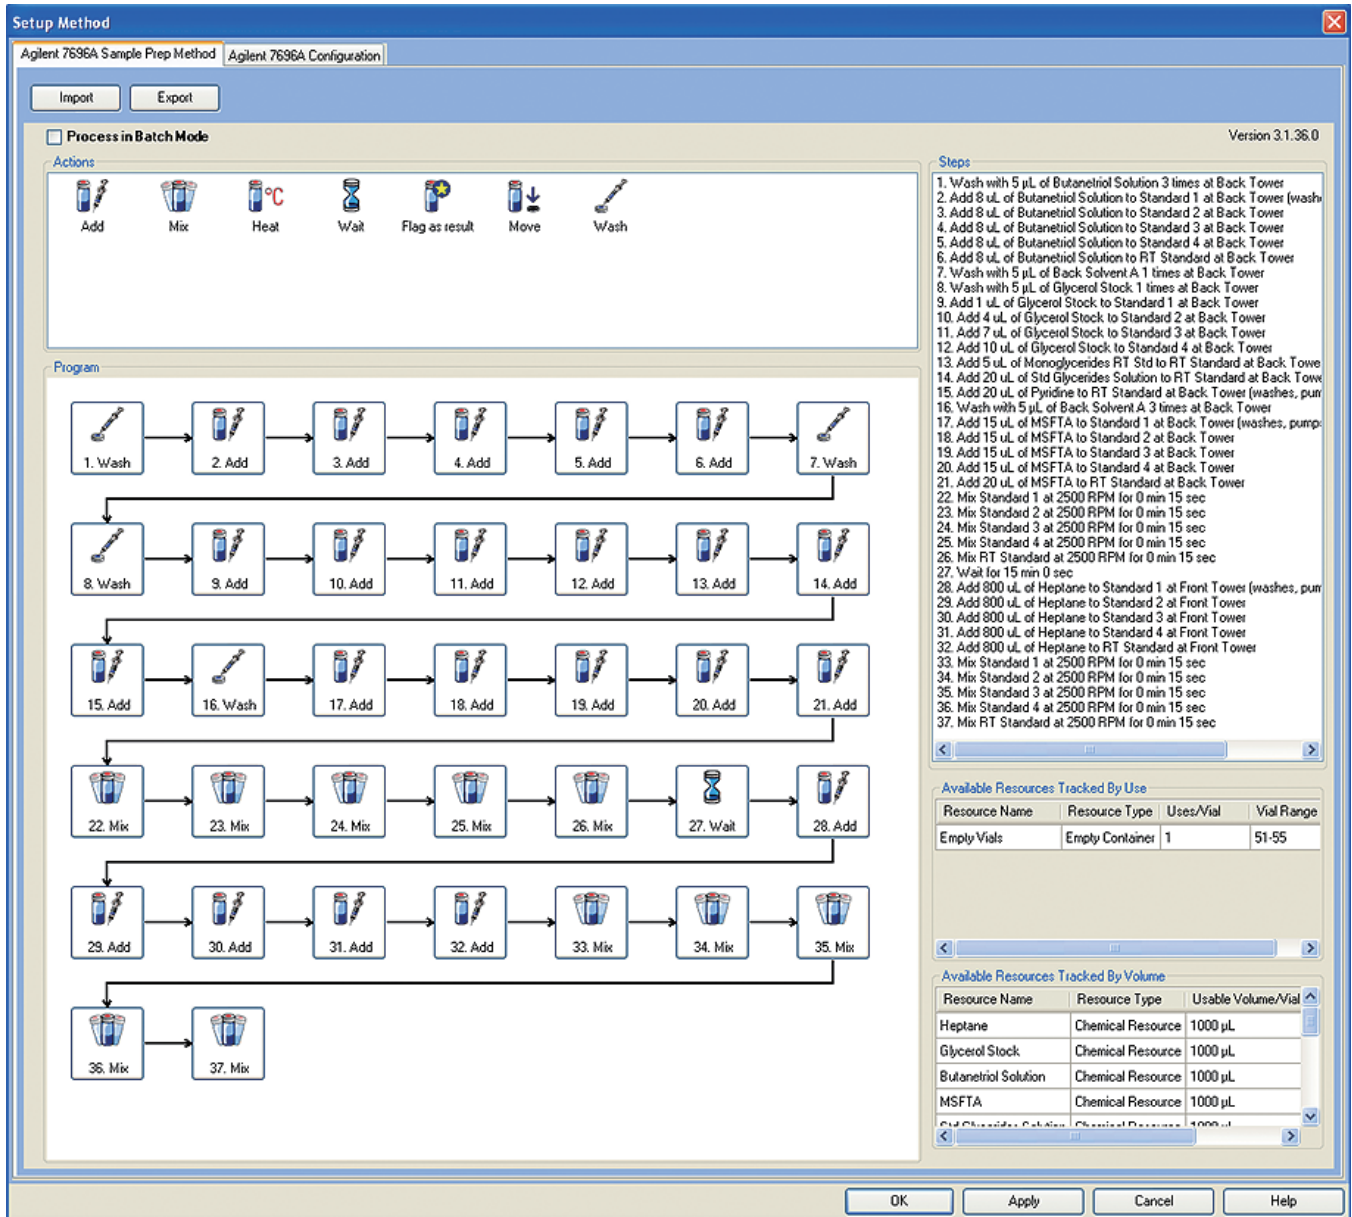 Setup Method
Agilent 7696A Sample Prep Method
Agilent 7696A Configuration
Import
Export
Process in Batch Mode
Version 3.1.36.0
Actions
Add
Mix
°C
Heat
Wait
Flag as result
Move
Wash
Program
1. Wash
2. Add
3. Add
4. Add
5. Add
6. Add
7. Wash
8. Wash
9. Add
10. Add
11. Add
12. Add
13. Add
14. Add
15. Add
16. Wash
17. Add
18. Add
19. Add
20. Add
21. Add
22. Mix
23. Mix
24. Mix
25. Mix
26. Mix
27. Wait
28. Add
29. Add
30. Add
31. Add
32. Add
33. Mix
34. Mix
35. Mix
36. Mix
37. Mix
Steps
1. Wash with 5 µL of Butanetriol Solution 3 times at Back Tower
2. Add 8 uL of Butanetriol Solution to Standard 1 at Back Tower (wash
3. Add 8 uL of Butanetriol Solution to Standard 2 at Back Tower
4. Add 8 uL of Butanetriol Solution to Standard 3 at Back Tower
5. Add 8 uL of Butanetriol Solution to Standard 4 at Back Tower
6. Add 8 uL of Butanetriol Solution to RT Standard at Back Tower
7. Wash with 5 µL of Back Solvent A 1 times at Back Tower
8. Wash with 5 µL of Glycerol Stock 1 times at Back Tower
9. Add 1 uL of Glycerol Stock to Standard 1 at Back Tower
10. Add 4 uL of Glycerol Stock to Standard 2 at Back Tower
11. Add 7 uL of Glycerol Stock to Standard 3 at Back Tower
12. Add 10 uL of Glycerol Stock to Standard 4 at Back Tower
13. Add 5 uL of Monoglycerides RT Std to RT Standard at Back Towe
14. Add 20 uL of Std Glycerides Solution to RT Standard at Back Towe
15. Add 20 uL of Pyridine to RT Standard at Back Tower (washes, pum
16. Wash with 5 µL of Back Solvent A 3 times at Back Tower
17. Add 15 uL of MSFTA to Standard 1 at Back Tower (washes, pump
18. Add 15 uL of MSFTA to Standard 2 at Back Tower
19. Add 15 uL of MSFTA to Standard 3 at Back Tower
20. Add 15 uL of MSFTA to Standard 4 at Back Tower
21. Add 20 uL of MSFTA to RT Standard at Back Tower
22. Mix Standard 1 at 2500 RPM for 0 min 15 sec
23. Mix Standard 2 at 2500 RPM for 0 min 15 sec
24. Mix Standard 3 at 2500 RPM for 0 min 15 sec
25. Mix Standard 4 at 2500 RPM for 0 min 15 sec
26. Mix RT Standard at 2500 RPM for 0 min 15 sec
27. Wait for 15 min 0 sec
28. Add 800 uL of Heptane to Standard 1 at Front Tower (washes, pum
29. Add 800 uL of Heptane to Standard 2 at Front Tower
30. Add 800 uL of Heptane to Standard 3 at Front Tower
31. Add 800 uL of Heptane to Standard 4 at Front Tower
32. Add 800 uL of Heptane to RT Standard at Front Tower
33. Mix Standard 1 at 2500 RPM for 0 min 15 sec
34. Mix Standard 2 at 2500 RPM for 0 min 15 sec
35. Mix Standard 3 at 2500 RPM for 0 min 15 sec
36. Mix Standard 4 at 2500 RPM for 0 min 15 sec
37. Mix RT Standard at 2500 RPM for 0 min 15 sec
Available Resources Tracked By Use
Resource Name Resource Type Uses/Vial Vial Range
Empty Vials Empty Container 1 51-55
Available Resources Tracked By Volume
Resource Name Resource Type Usable Volume/Vial
Heptane Chemical Resource 1000 µL
Glycerol Stock Chemical Resource 1000 µL
Butanetriol Solution Chemical Resource 1000 µL
MSFTA Chemical Resource 1000 µL
Std Glycerides Solution Chemical Resource 1000 µL
OK
Apply
Cancel
Help